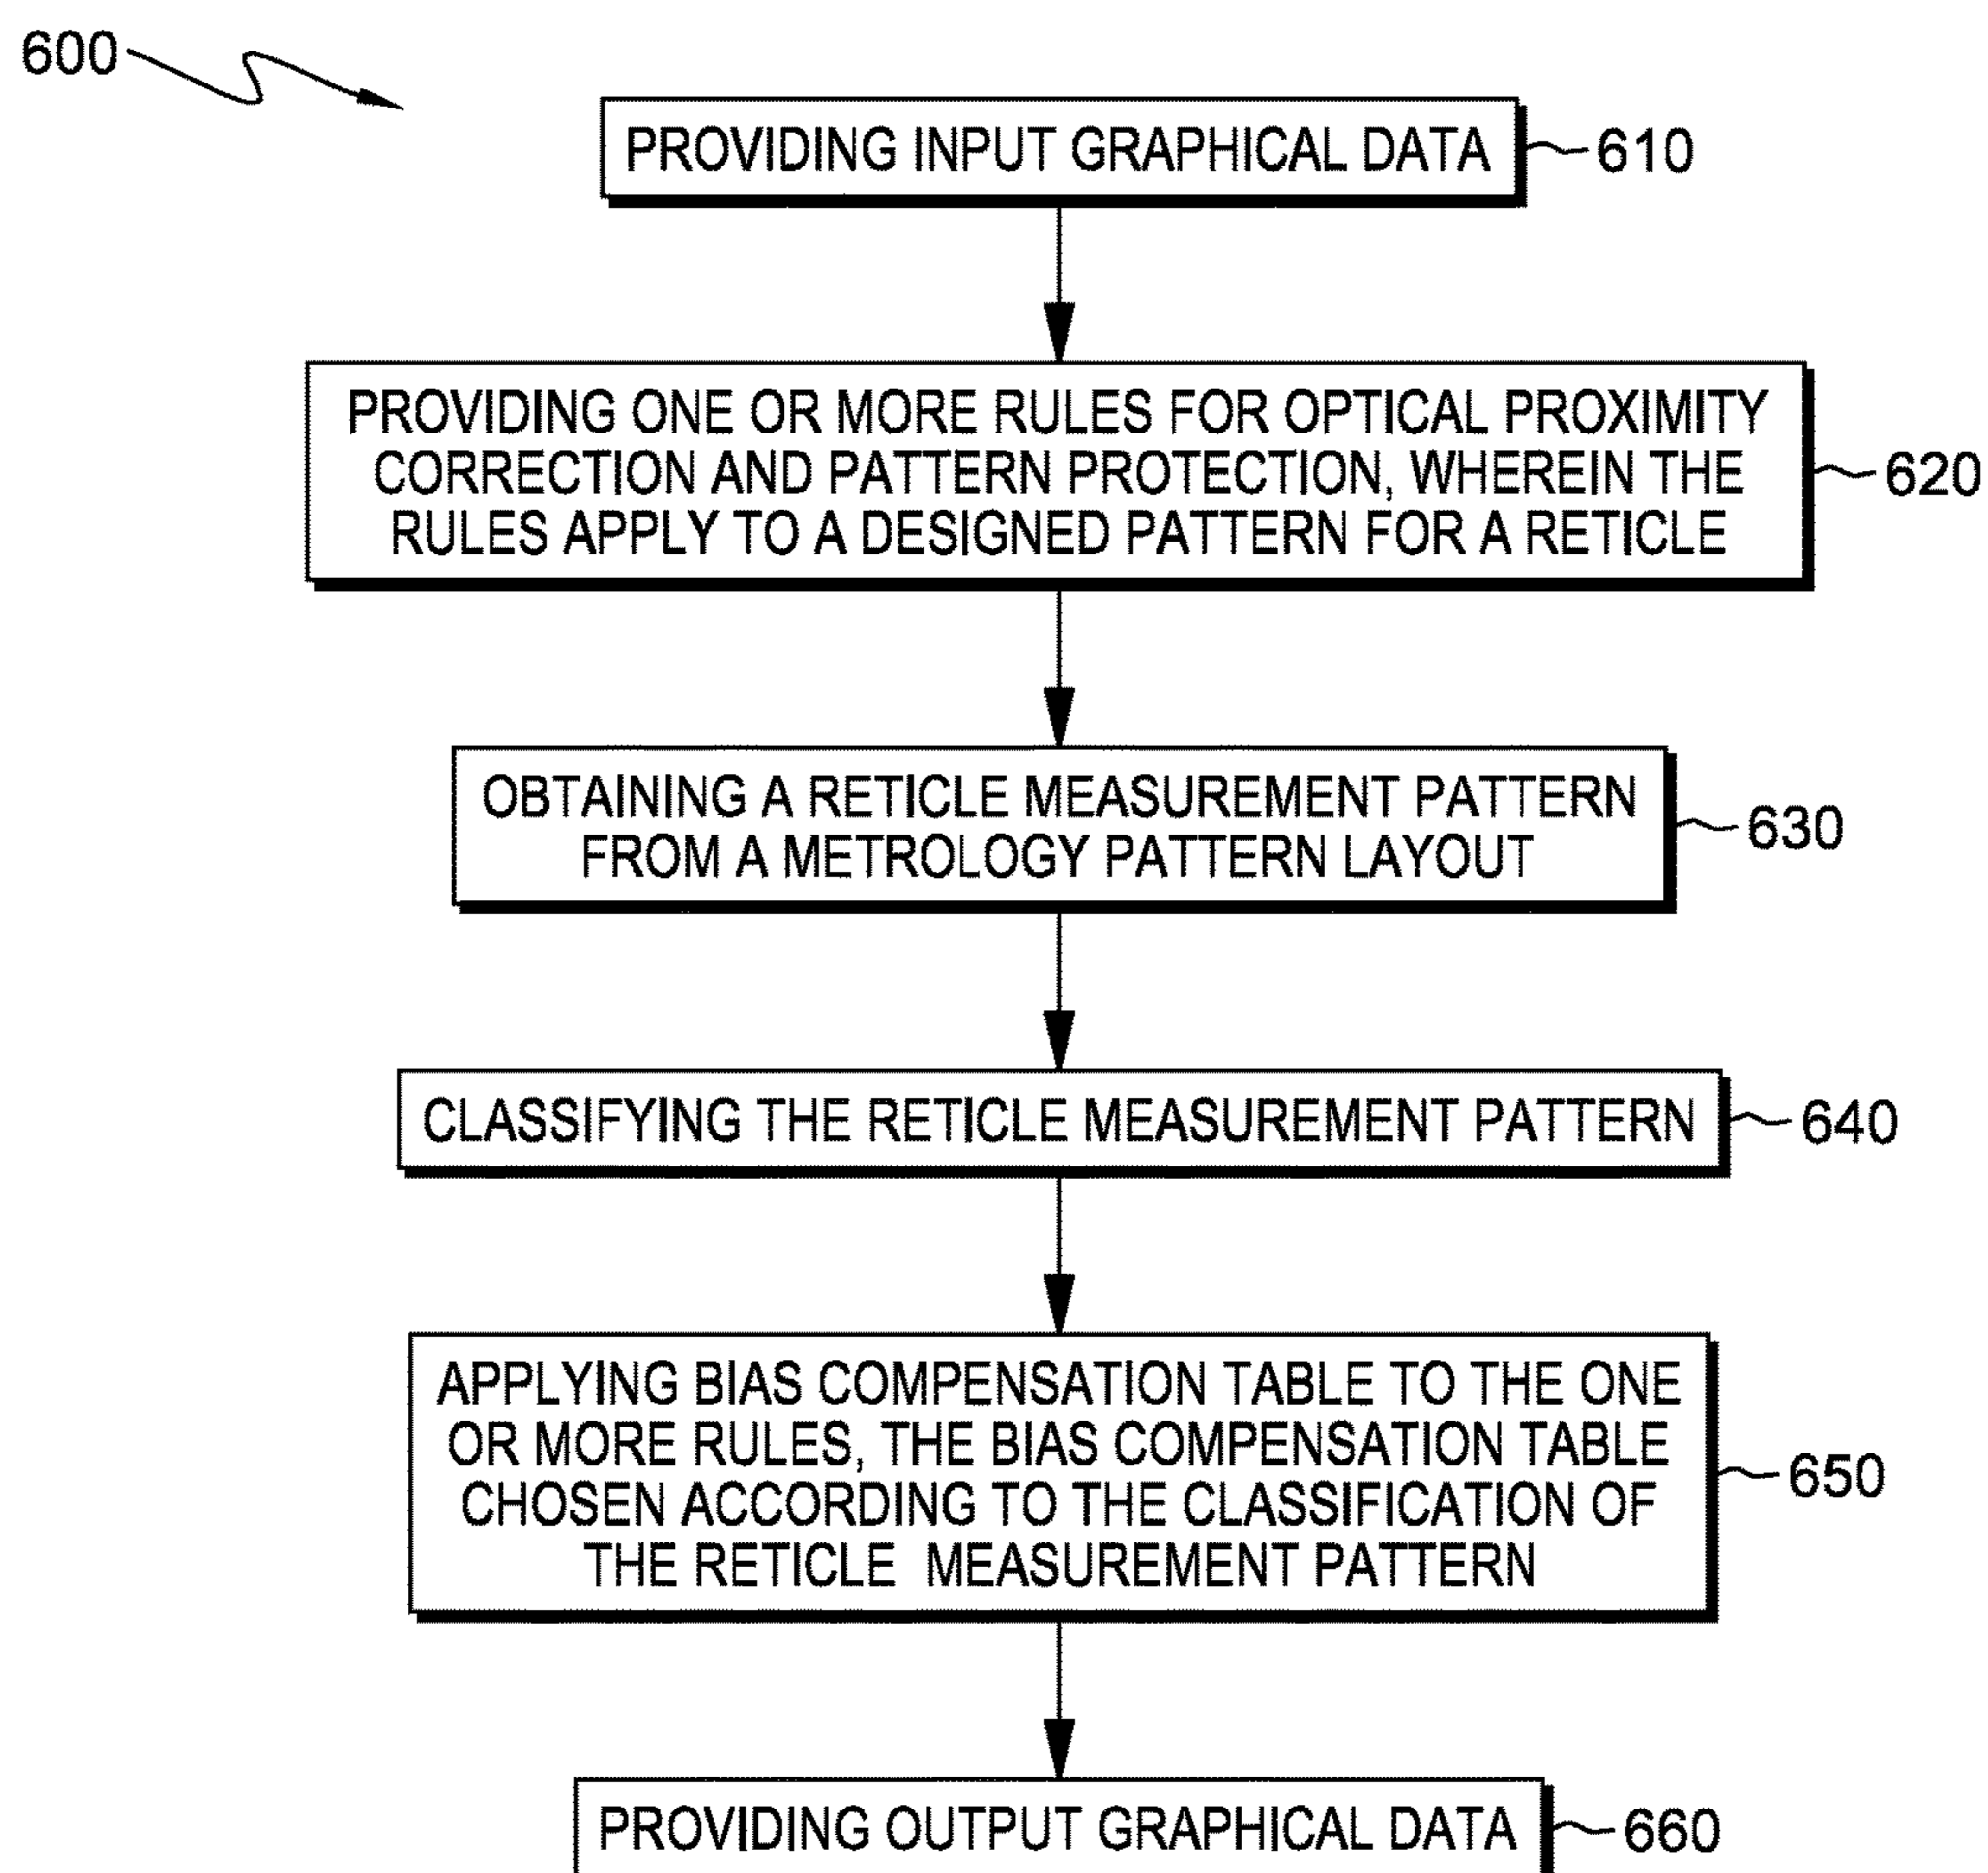 600
PROVIDING INPUT GRAPHICAL DATA
610
PROVIDING ONE OR MORE RULES FOR OPTICAL PROXIMITY
CORRECTION AND PATTERN PROTECTION, WHEREIN THE
RULES APPLY TO A DESIGNED PATTERN FOR A RETICLE
620
OBTAINING A RETICLE MEASUREMENT PATTERN
FROM A METROLOGY PATTERN LAYOUT
630
CLASSIFYING THE RETICLE MEASUREMENT PATTERN
640
APPLYING BIAS COMPENSATION TABLE TO THE ONE
OR MORE RULES, THE BIAS COMPENSATION TABLE
CHOSEN ACCORDING TO THE CLASSIFICATION OF
THE RETICLE MEASUREMENT PATTERN
650
PROVIDING OUTPUT GRAPHICAL DATA
660